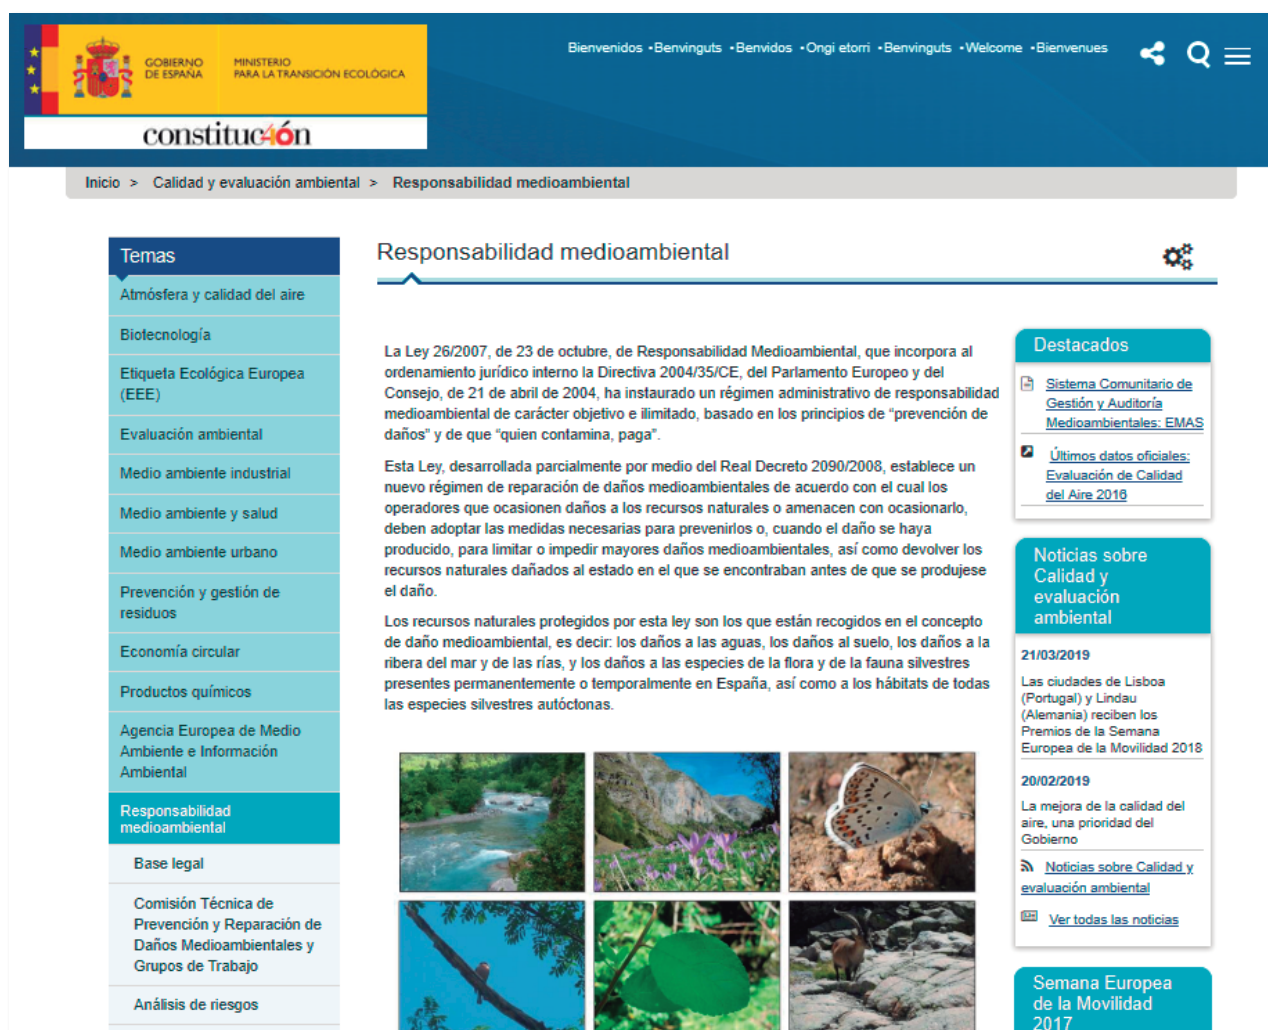 GOBIERNO
DE ESPAÑA
MINISTERIO
PARA LA TRANSICIÓN ECOLÓGICA
constituc40n
Bienvenidos •Benvinguts •Benvidos •Ongi etorri •Benvinguts •Welcome •Bienvenues
Inicio > Calidad y evaluación ambiental > Responsabilidad medioambiental
Temas
Atmósfera y calidad del aire
Biotecnología
Etiqueta Ecológica Europea
(EEE)
Evaluación ambiental
Medio ambiente industrial
Medio ambiente y salud
Medio ambiente urbano
Prevención y gestión de
residuos
Economía circular
Productos químicos
Agencia Europea de Medio
Ambiente e Información
Ambiental
Responsabilidad
medioambiental
Base legal
Comisión Técnica de
Prevención y Reparación de
Daños Medioambientales y
Grupos de Trabajo
Análisis de riesgos
Responsabilidad medioambiental
La Ley 26/2007, de 23 de octubre, de Responsabilidad Medioambiental, que incorpora al
ordenamiento jurídico interno la Directiva 2004/35/CE, del Parlamento Europeo y del
Consejo, de 21 de abril de 2004, ha instaurado un régimen administrativo de responsabilidad
medioambiental de carácter objetivo e ilimitado, basado en los principios de “prevención de
daños” y de que “quien contamina, paga”.
Esta Ley, desarrollada parcialmente por medio del Real Decreto 2090/2008, establece un
nuevo régimen de reparación de daños medioambientales de acuerdo con el cual los
operadores que ocasionen daños a los recursos naturales o amenacen con ocasionarlo,
deben adoptar las medidas necesarias para prevenirlos o, cuando el daño se haya
producido, para limitar o impedir mayores daños medioambientales, así como devolver los
recursos naturales dañados al estado en el que se encontraban antes de que se produjese
el daño.
Los recursos naturales protegidos por esta ley son los que están recogidos en el concepto
de daño medioambiental, es decir: los daños a las aguas, los daños al suelo, los daños a la
ribera del mar y de las rías, y los daños a las especies de la flora y de la fauna silvestres
presentes permanentemente o temporalmente en España, así como a los hábitats de todas
las especies silvestres autóctonas.
Destacados
Sistema Comunitario de
Gestión y Auditoría
Medioambientales: EMAS
Últimos datos oficiales:
Evaluación de Calidad
del Aire 2016
Noticias sobre
Calidad y
evaluación
ambiental
21/03/2019
Las ciudades de Lisboa
(Portugal) y Lindau
(Alemania) reciben los
Premios de la Semana
Europea de la Movilidad 2018
20/02/2019
La mejora de la calidad del
aire, una prioridad del
Gobierno
Noticias sobre Calidad y
evaluación ambiental
Ver todas las noticias
Semana Europea
de la Movilidad
2017